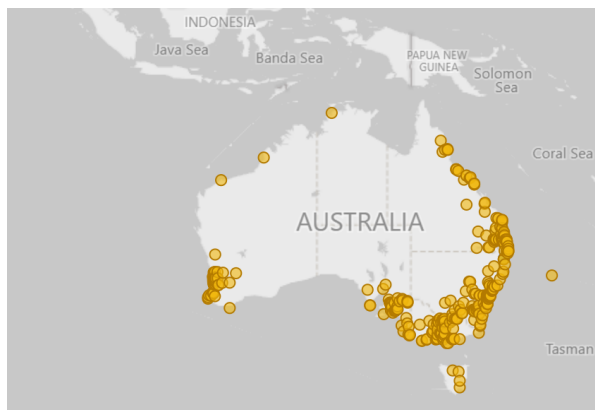 INDONESIA
Java Sea
Banda Sea
PAPUA NEW
GUINEA
Solomon
Sea
Coral Sea
AUSTRALIA
Tasman